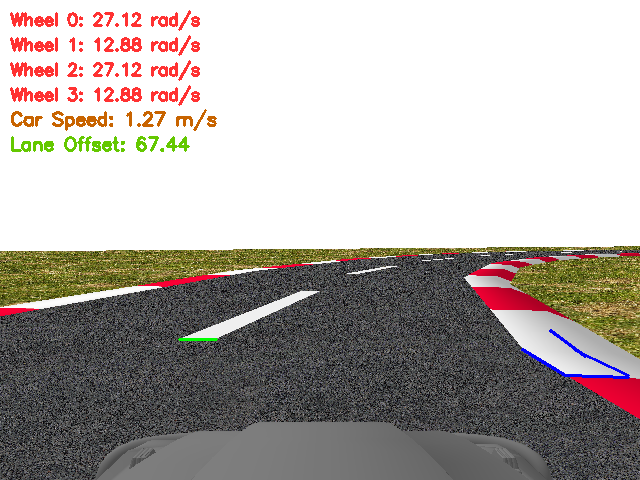 Wheel 0: 27.12 rad/s
Wheel 1: 12.88 rad/s
Wheel 2: 27.12 rad/s
Wheel 3: 12.88 rad/s
Car Speed: 1.27 m/s
Lane Offset: 67.44